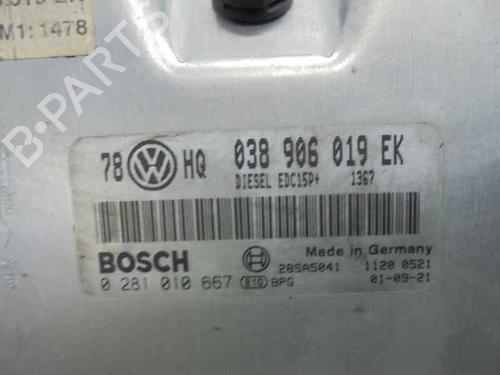 M1: 1478
B-PARTS
78 VW HQ 038 906 019 EK
DIESEL EDC15P+ 1367
BOSCH
Made in Germany
28SA5041 1120 0521
0 281 010 667 BPG 01-09-21